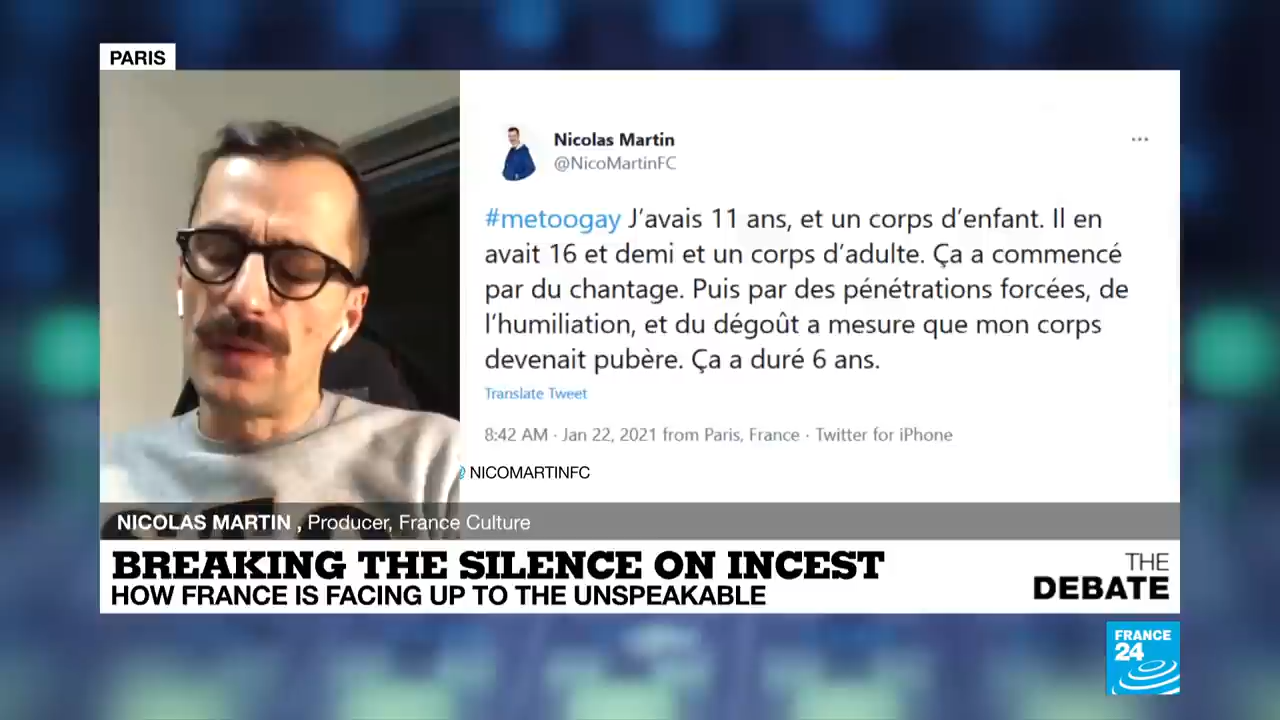 PARIS
Nicolas Martin
@NicoMartinFC
#metoogay J’avais 11 ans, et un corps d’enfant. Il en
avait 16 et demi et un corps d’adulte. Ça a commencé
par du chantage. Puis par des pénétrations forcées, de
l’humiliation, et du dégoût a mesure que mon corps
devenait pubère. Ça a duré 6 ans.
Translate Tweet
8:42 AM · Jan 22, 2021 from Paris, France · Twitter for iPhone
@ NICOMARTINFC
NICOLAS MARTIN , Producer, France Culture
BREAKING THE SILENCE ON INCEST
HOW FRANCE IS FACING UP TO THE UNSPEAKABLE
THE
DEBATE
FRANCE
24